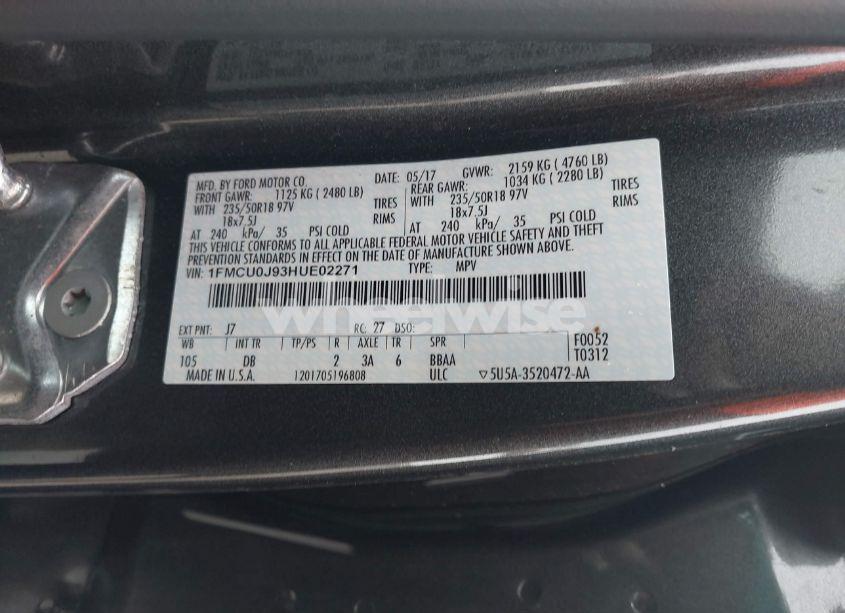 MFD. BY FORD MOTOR CO. DATE: 05/17 GVWR: 2159 KG ( 4760 LB)
FRONT GAWR: 1125 KG ( 2480 LB) REAR GAWR: 1034 KG ( 2280 LB)
WITH 235/50R18 97V TIRES WITH 235/50R18 97V TIRES
18x7.5J RIMS 18x7.5J RIMS
AT 240 kPa/ 35 PSI COLD AT 240 kPa/ 35 PSI COLD
THIS VEHICLE CONFORMS TO ALL APPLICABLE FEDERAL MOTOR VEHICLE SAFETY AND THEFT
PREVENTION STANDARDS IN EFFECT ON THE DATE OF MANUFACTURE SHOWN ABOVE.
VIN: 1FMCU0J93HUE02271 TYPE: MPV
wheelwise
EXT PNT: J7 RC: 27 DSO: F0052
WB INT TR TP/PS R AXLE TR SPR T0312
105 DB 2 3A 6 BBAA
MADE IN U.S.A. 1201705196808 ULC ▽5U5A-3520472-AA